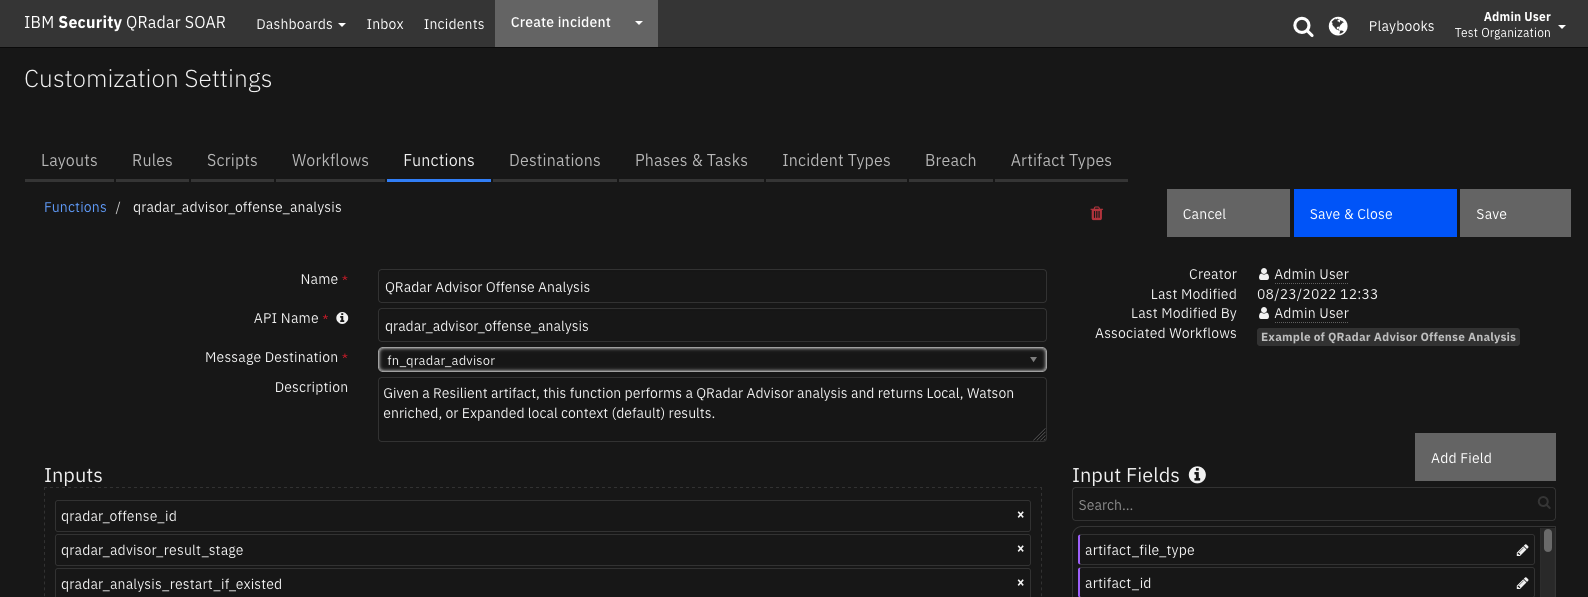 IBM Security QRadar SOAR Dashboards Inbox Incidents Create incident Playbooks Admin User
Test Organization
Customization Settings
Layouts Rules Scripts Workflows Functions Destinations Phases & Tasks Incident Types Breach Artifact Types
Functions / qradar_advisor_offense_analysis
Cancel Save & Close Save
Name * QRadar Advisor Offense Analysis
API Name * qradar_advisor_offense_analysis
Message Destination * fn_qradar_advisor
Description Given a Resilient artifact, this function performs a QRadar Advisor analysis and returns Local, Watson
enriched, or Expanded local context (default) results.
Creator Admin User
Last Modified 08/23/2022 12:33
Last Modified By Admin User
Associated Workflows Example of QRadar Advisor Offense Analysis
Inputs
qradar_offense_id ×
qradar_advisor_result_stage ×
qradar_analysis_restart_if_existed ×
Add Field
Input Fields
Search...
artifact_file_type
artifact_id